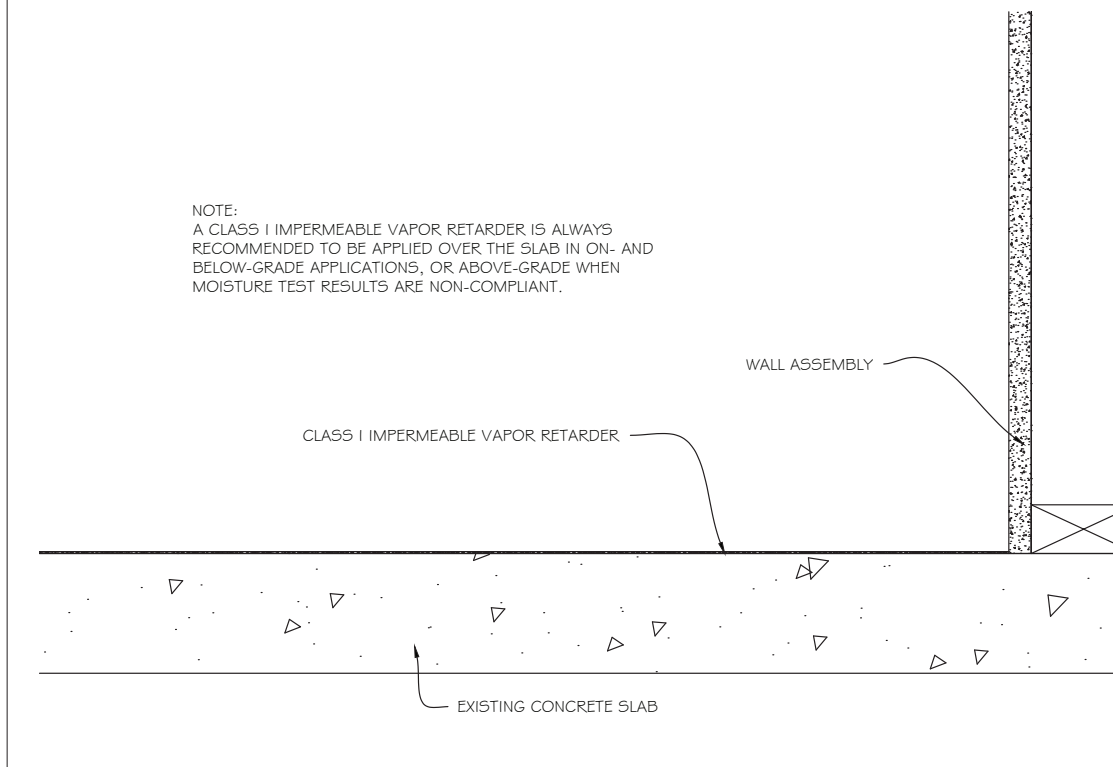 NOTE:
A CLASS I IMPERMEABLE VAPOR RETARDER IS ALWAYS
RECOMMENDED TO BE APPLIED OVER THE SLAB IN ON- AND
BELOW-GRADE APPLICATIONS, OR ABOVE-GRADE WHEN
MOISTURE TEST RESULTS ARE NON-COMPLIANT.
WALL ASSEMBLY
CLASS I IMPERMEABLE VAPOR RETARDER
EXISTING CONCRETE SLAB